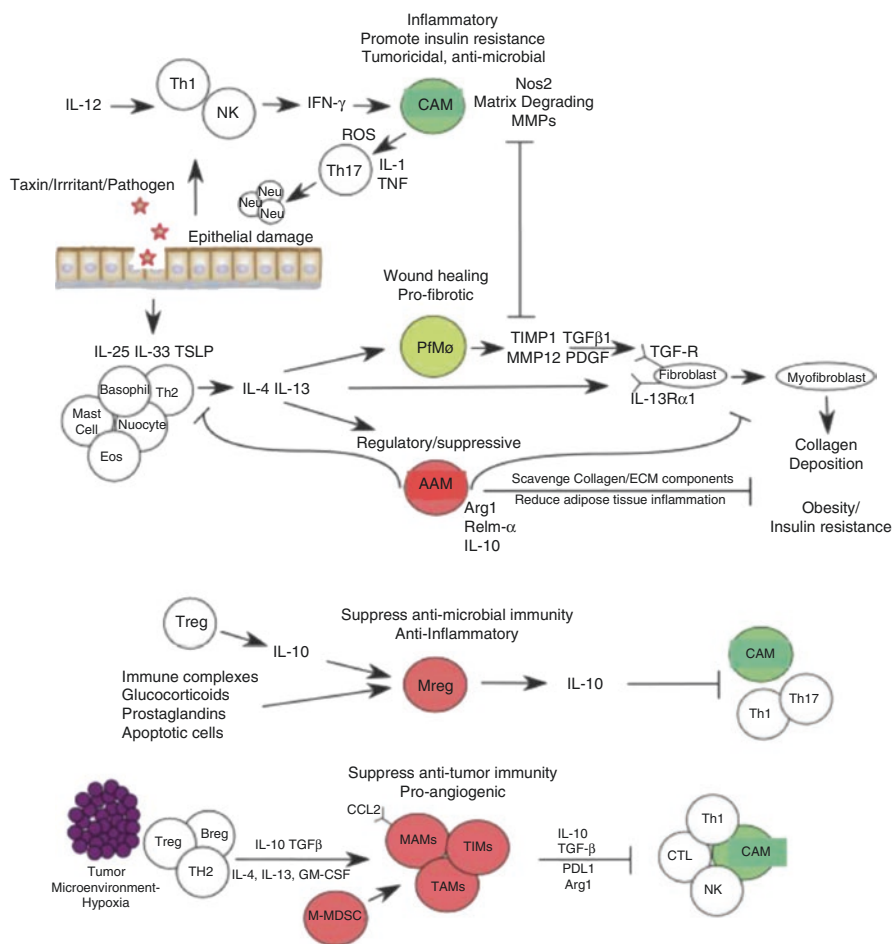 Inflammatory
Promote insulin resistance
Tumoricidal, anti-microbial
IL-12
Th1
NK
IFN-γ
CAM
Nos2
Matrix Degrading
MMPs
ROS
Th17
IL-1
TNF
Neu
Neu
Neu
Taxin/Irritant/Pathogen
Epithelial damage
Wound healing
Pro-fibrotic
PfMø
TIMP1 TGFβ1
MMP12 PDGF
TGF-R
Fibroblast
IL-13Rα1
Myofibroblast
IL-25 IL-33 TSLP
Basophil
Th2
Mast
Cell
Nuocyte
Eos
IL-4 IL-13
Regulatory/suppressive
AAM
Arg1
Relm-α
IL-10
Scavenge Collagen/ECM components
Reduce adipose tissue inflammation
Collagen
Deposition
Obesity/
Insulin resistance
Treg
IL-10
Immune complexes
Glucocorticoids
Prostaglandins
Apoptotic cells
Suppress anti-microbial immunity
Anti-Inflammatory
Mreg
IL-10
CAM
Th1
Th17
Tumor
Microenvironment-
Hypoxia
Treg
Breg
TH2
IL-10 TGFβ
IL-4, IL-13, GM-CSF
Suppress anti-tumor immunity
Pro-angiogenic
CCL2
MAMs
TIMs
TAMs
M-MDSC
IL-10
TGF-β
PDL1
Arg1
Th1
CTL
CAM
NK